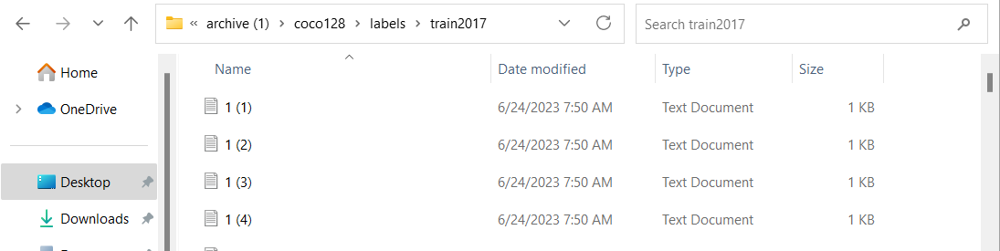 « archive (1) > coco128 > labels > train2017
Search train2017
Home
OneDrive
Desktop
Downloads
Name Date modified Type Size
1 (1) 6/24/2023 7:50 AM Text Document 1 KB
1 (2) 6/24/2023 7:50 AM Text Document 1 KB
1 (3) 6/24/2023 7:50 AM Text Document 1 KB
1 (4) 6/24/2023 7:50 AM Text Document 1 KB